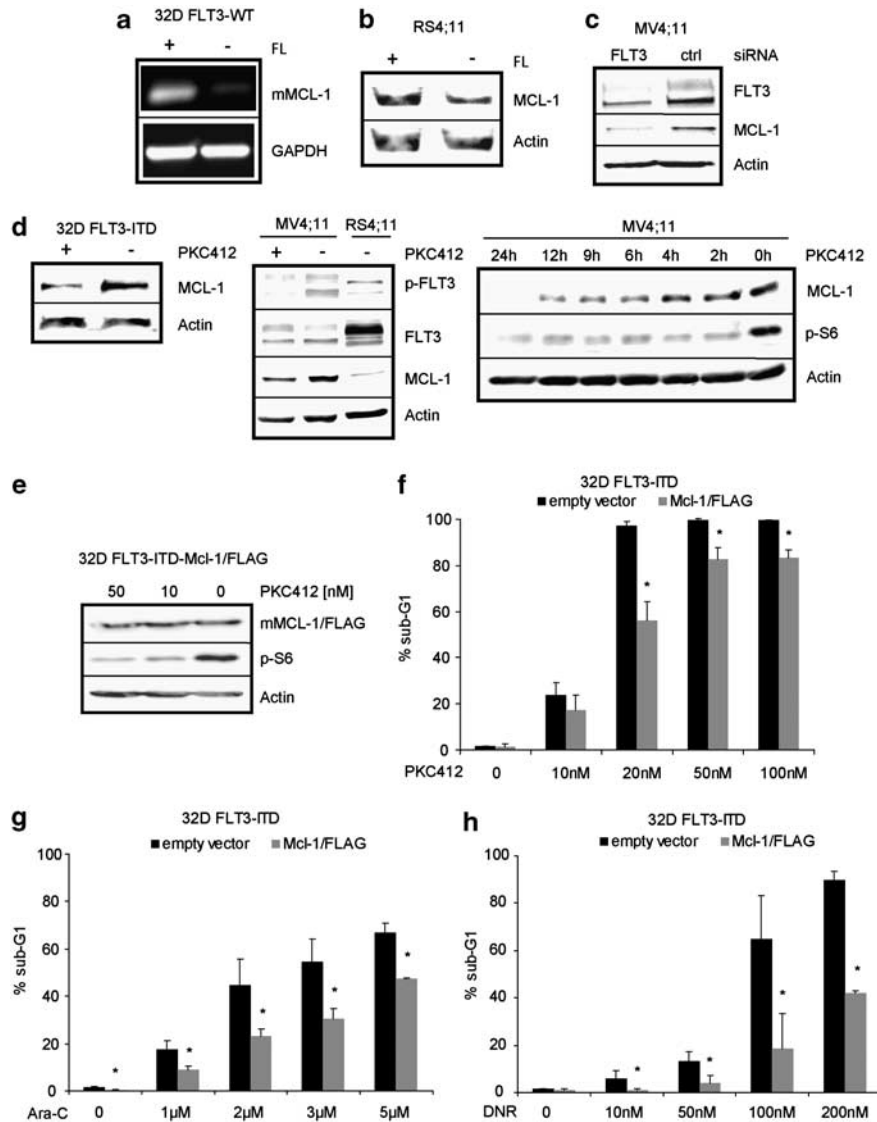 a
32D FLT3-WT
+ - FL
mMCL-1
GAPDH
b
RS4;11
+ - FL
MCL-1
Actin
c
MV4;11
FLT3 ctrl siRNA
FLT3
MCL-1
Actin
d
32D FLT3-ITD
+ - PKC412
MCL-1
Actin
MV4;11 RS4;11
+ - - PKC412
p-FLT3
FLT3
MCL-1
Actin
MV4;11
24h 12h 9h 6h 4h 2h 0h PKC412
MCL-1
p-S6
Actin
e
32D FLT3-ITD-Mcl-1/FLAG
50 10 0 PKC412 [nM]
mMCL-1/FLAG
p-S6
Actin
f
32D FLT3-ITD
empty vector Mcl-1/FLAG
% sub-G1
100
80
60
40
20
0
* * *
PKC412 0 10nM 20nM 50nM 100nM
g
32D FLT3-ITD
empty vector Mcl-1/FLAG
% sub-G1
100
80
60
40
20
0
* * * * *
Ara-C 0 1µM 2µM 3µM 5µM
h
32D FLT3-ITD
empty vector Mcl-1/FLAG
% sub-G1
100
80
60
40
20
0
* * * *
DNR 0 10nM 50nM 100nM 200nM